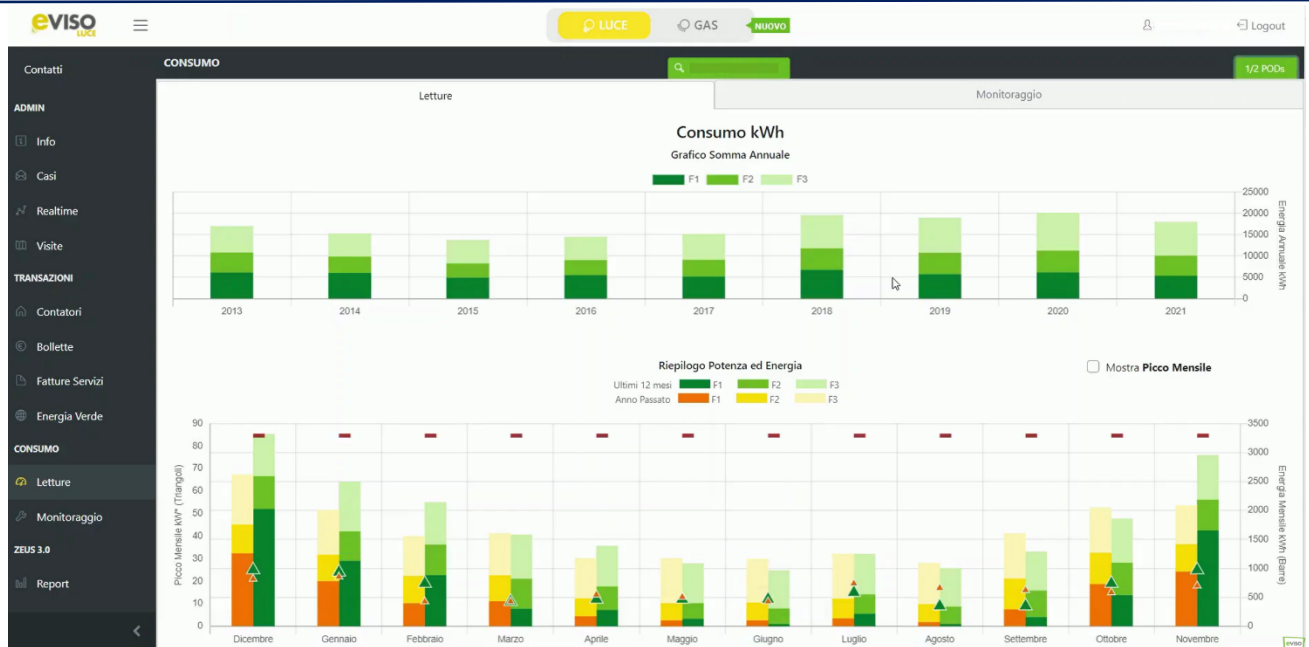 eVISO
LUCE
LUCE
GAS
NUOVO
Logout
Contatti
CONSUMO
1/2 PODs
ADMIN
Info
Casi
Realtime
Visite
TRANSAZIONI
Contatori
Bollette
Fatture Servizi
Energia Verde
CONSUMO
Letture
Monitoraggio
ZEUS 3.0
Report
Letture
Monitoraggio
Consumo kWh
Grafico Somma Annuale
F1 F2 F3
25000
20000
15000
10000
5000
0
Energia Annuale kWh
2013 2014 2015 2016 2017 2018 2019 2020 2021
Riepilogo Potenza ed Energia
Mostra Picco Mensile
Ultimi 12 mesi F1 F2 F3
Anno Passato F1 F2 F3
90
80
70
60
50
40
30
20
10
0
Picco Mensile kW* (Triangoli)
3500
3000
2500
2000
1500
1000
500
0
Energia Mensile kWh (Barre)
Dicembre Gennaio Febbraio Marzo Aprile Maggio Giugno Luglio Agosto Settembre Ottobre Novembre
eviso